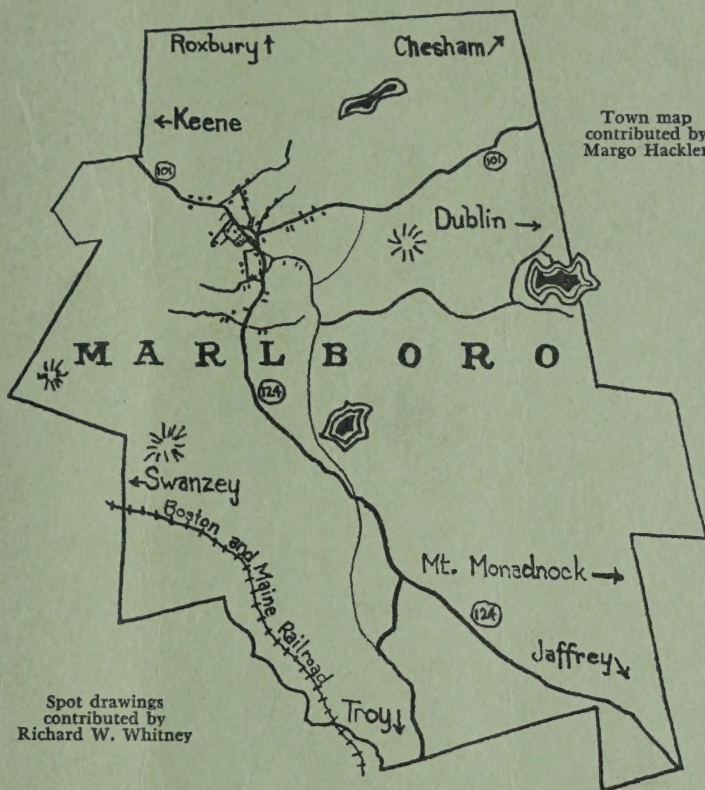 Roxbury↑
Chesham↗
←Keene
Town map
contributed by
Margo Hackler
101
101
Dublin →
MARLBORO
124
←Swanzey
Boston and Maine Railroad
Mt. Monadnock →
124
Jaffrey↘
Troy↓
Spot drawings
contributed by
Richard W. Whitney